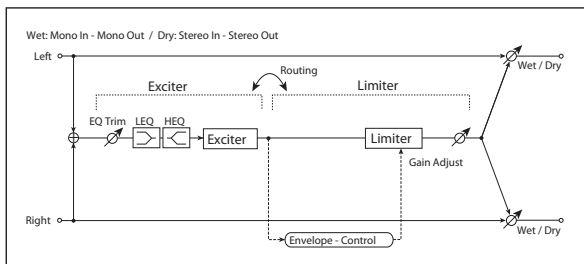 Wet: Mono In - Mono Out / Dry: Stereo In - Stereo Out
Left
Wet / Dry
Routing
Exciter
Limiter
EQ Trim
LEQ
HEQ
Exciter
Limiter
Gain Adjust
Right
Wet / Dry
Envelope - Control